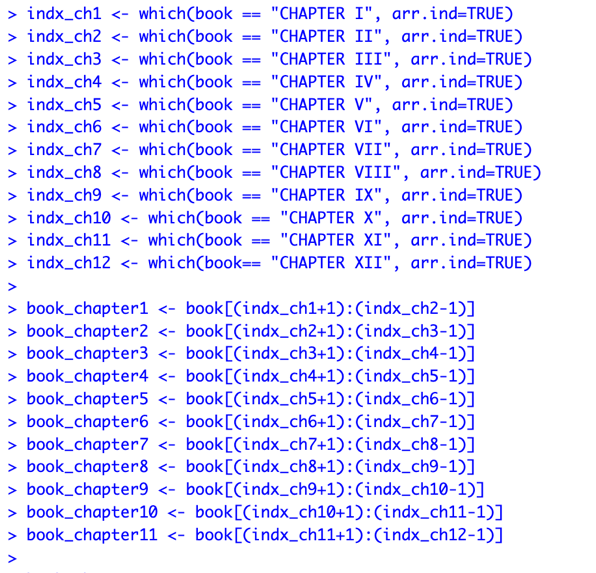 > indx_ch1 <- which(book == "CHAPTER I", arr.ind=TRUE)
> indx_ch2 <- which(book == "CHAPTER II", arr.ind=TRUE)
> indx_ch3 <- which(book == "CHAPTER III", arr.ind=TRUE)
> indx_ch4 <- which(book == "CHAPTER IV", arr.ind=TRUE)
> indx_ch5 <- which(book == "CHAPTER V", arr.ind=TRUE)
> indx_ch6 <- which(book == "CHAPTER VI", arr.ind=TRUE)
> indx_ch7 <- which(book == "CHAPTER VII", arr.ind=TRUE)
> indx_ch8 <- which(book == "CHAPTER VIII", arr.ind=TRUE)
> indx_ch9 <- which(book == "CHAPTER IX", arr.ind=TRUE)
> indx_ch10 <- which(book == "CHAPTER X", arr.ind=TRUE)
> indx_ch11 <- which(book == "CHAPTER XI", arr.ind=TRUE)
> indx_ch12 <- which(book== "CHAPTER XII", arr.ind=TRUE)
>
> book_chapter1 <- book[(indx_ch1+1):(indx_ch2-1)]
> book_chapter2 <- book[(indx_ch2+1):(indx_ch3-1)]
> book_chapter3 <- book[(indx_ch3+1):(indx_ch4-1)]
> book_chapter4 <- book[(indx_ch4+1):(indx_ch5-1)]
> book_chapter5 <- book[(indx_ch5+1):(indx_ch6-1)]
> book_chapter6 <- book[(indx_ch6+1):(indx_ch7-1)]
> book_chapter7 <- book[(indx_ch7+1):(indx_ch8-1)]
> book_chapter8 <- book[(indx_ch8+1):(indx_ch9-1)]
> book_chapter9 <- book[(indx_ch9+1):(indx_ch10-1)]
> book_chapter10 <- book[(indx_ch10+1):(indx_ch11-1)]
> book_chapter11 <- book[(indx_ch11+1):(indx_ch12-1)]
>